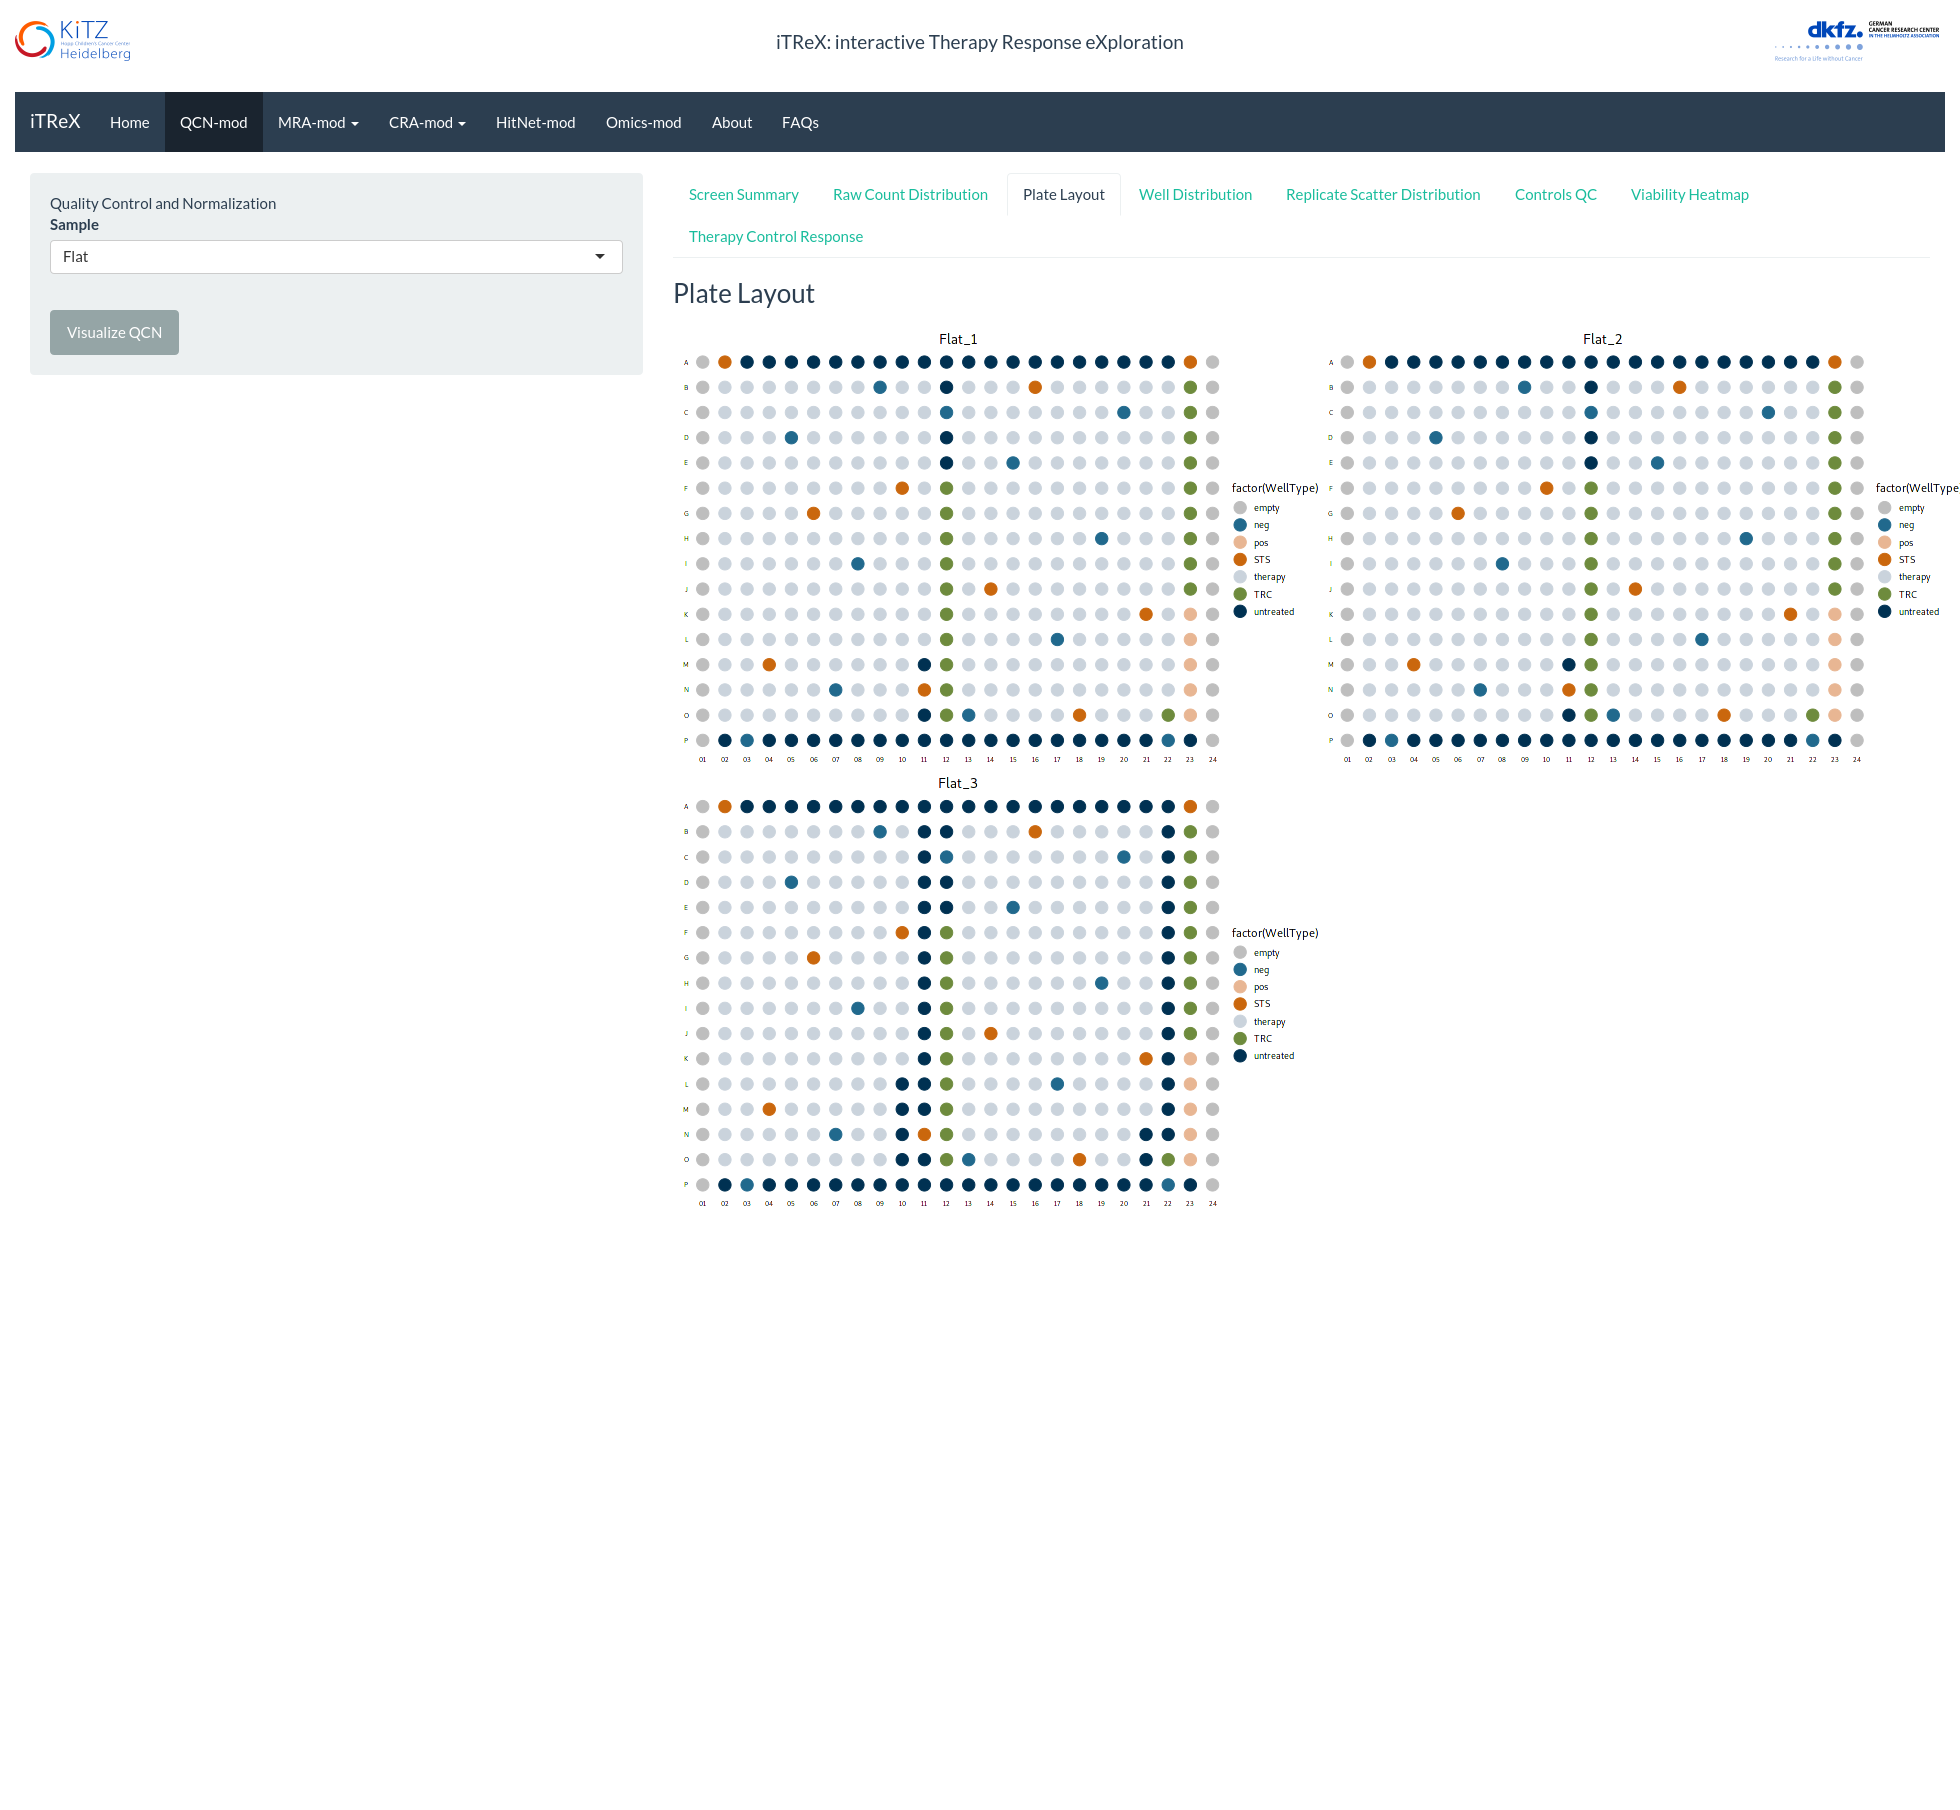 KiTZ
Hopp Children's Cancer Center
Heidelberg
iTReX: interactive Therapy Response eXploration
dkfz.
GERMAN
CANCER RESEARCH CENTER
IN THE HELMHOLTZ ASSOCIATION
Research for a Life without Cancer
iTReX Home QCN-mod MRA-mod CRA-mod HitNet-mod Omics-mod About FAQs
Quality Control and Normalization
Sample
Flat
Visualize QCN
Screen Summary Raw Count Distribution Plate Layout Well Distribution Replicate Scatter Distribution Controls QC Viability Heatmap
Therapy Control Response
Plate Layout
Flat_1
A
B
C
D
E
F
G
H
I
J
K
L
M
N
O
P
01 02 03 04 05 06 07 08 09 10 11 12 13 14 15 16 17 18 19 20 21 22 23 24
factor(WellType)
empty
neg
pos
STS
therapy
TRC
untreated
Flat_2
A
B
C
D
E
F
G
H
I
J
K
L
M
N
O
P
01 02 03 04 05 06 07 08 09 10 11 12 13 14 15 16 17 18 19 20 21 22 23 24
factor(WellType
empty
neg
pos
STS
therapy
TRC
untreated
Flat_3
A
B
C
D
E
F
G
H
I
J
K
L
M
N
O
P
01 02 03 04 05 06 07 08 09 10 11 12 13 14 15 16 17 18 19 20 21 22 23 24
factor(WellType)
empty
neg
pos
STS
therapy
TRC
untreated